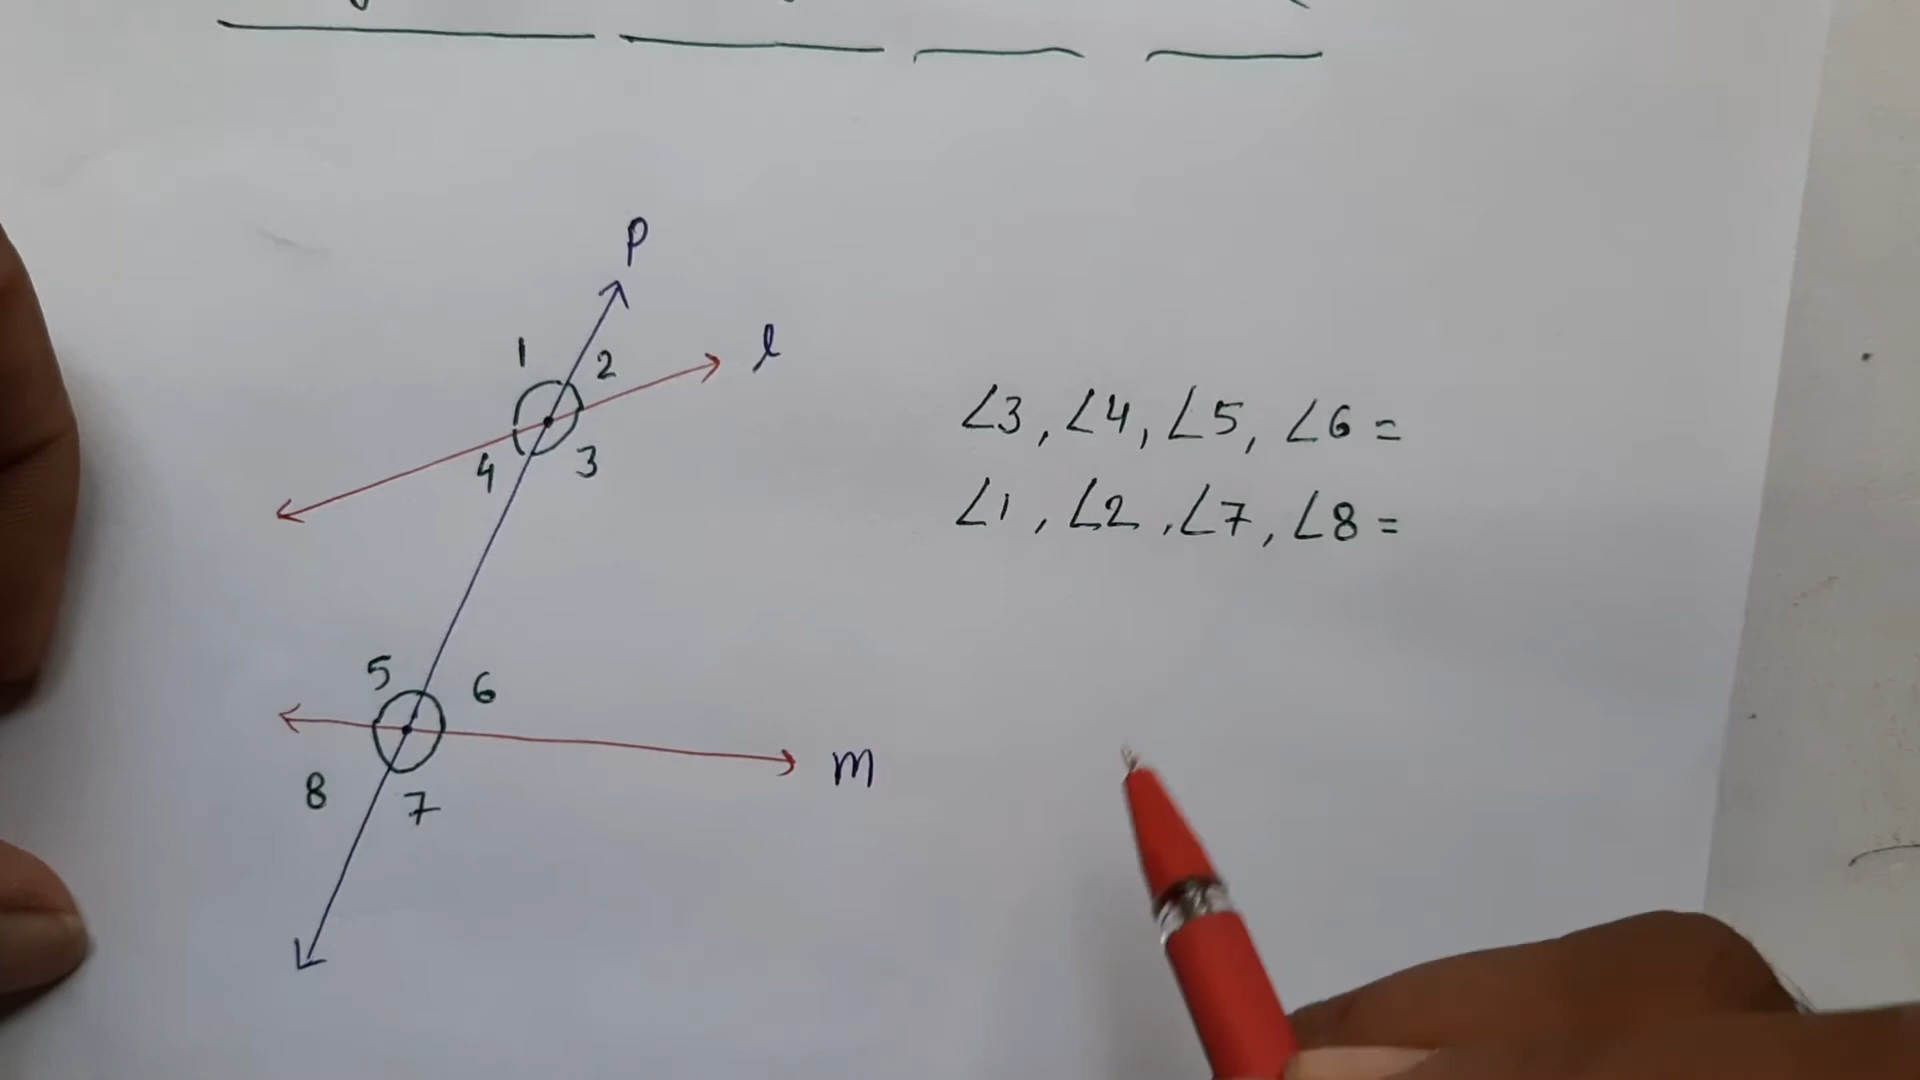 p
l
1 2
4 3
∠3, ∠4, ∠5, ∠6 =
∠1, ∠2, ∠7, ∠8 =
5 6
8 7
m